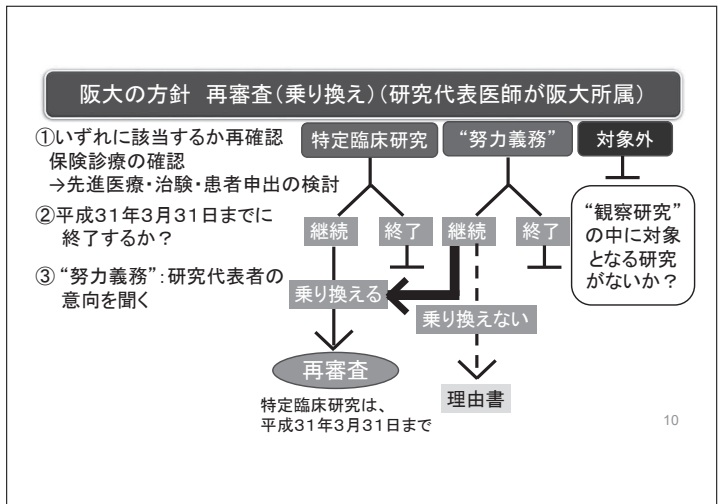 阪大の方針 再審査(乗り換え)(研究代表医師が阪大所属)
①いずれに該当するか再確認
保険診療の確認
→先進医療・治験・患者申出の検討
②平成31年3月31日までに
終了するか？
③“努力義務”:研究代表者の
意向を聞く
特定臨床研究
“努力義務”
対象外
継続
終了
継続
終了
“観察研究”
の中に対象
となる研究
がないか？
乗り換える
乗り換えない
再審査
理由書
特定臨床研究は、
平成31年3月31日まで
10